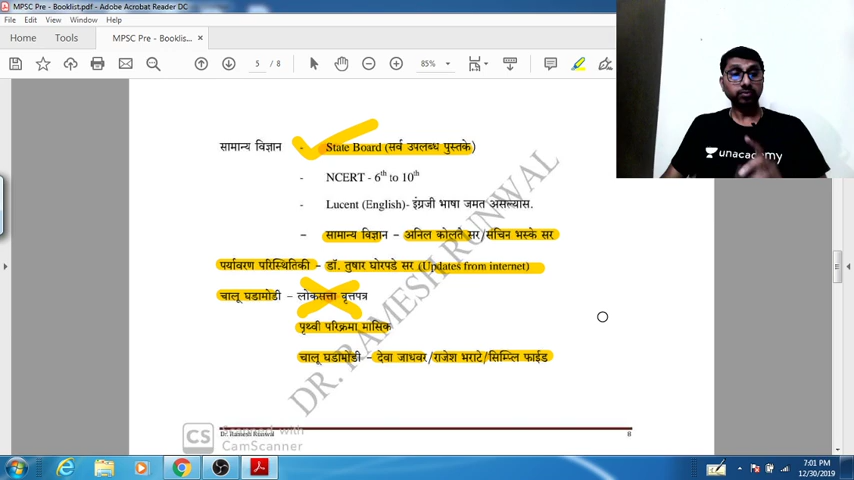 MPSC Pre - Booklist.pdf - Adobe Acrobat Reader DC
File Edit View Window Help
Home Tools MPSC Pre - Booklis... ×
5 / 8 85%
unacademy
सामान्य विज्ञान - State Board (सर्व उपलब्ध पुस्तके)
- NCERT - 6th to 10th
- Lucent (English)- इंग्रजी भाषा जमत असल्यास.
– सामान्य विज्ञान – अनिल कोलते सर/सचिन भस्के सर
पर्यावरण परिस्थितिकी – डॉ. तुषार घोरपडे सर (Updates from internet)
चालू घडामोडी – लोकसत्ता वृत्तपत्र
पृथ्वी परिक्रमा मासिक
चालू घडामोडी – देवा जाधवर/राजेश भराटे/सिम्प्लि फाईड
DR. RAMESH RUNWAL
CS Scanned with CamScanner
Dr. Ramesh Runwal 8
7:01 PM
12/30/2019